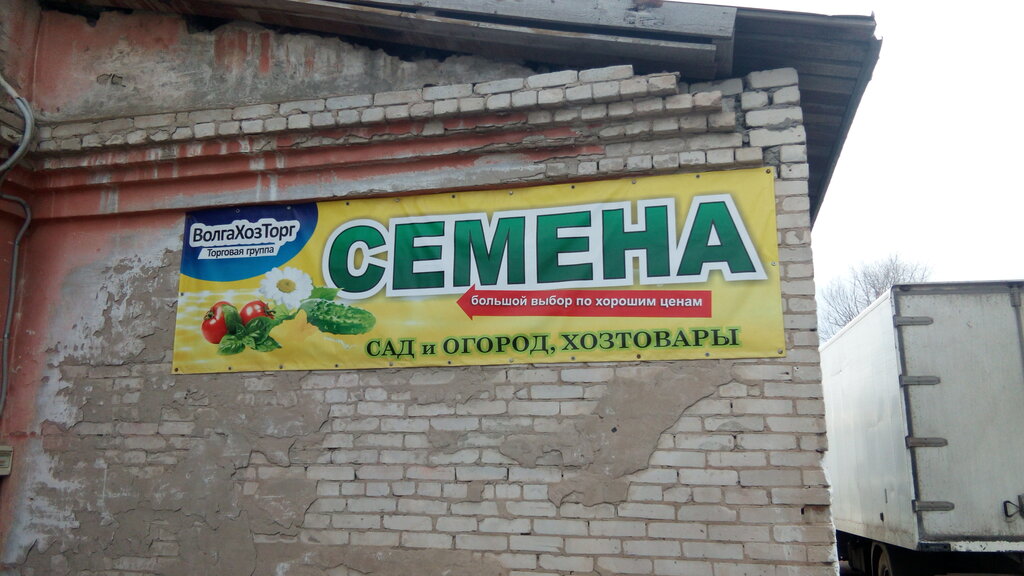 ВолгаХозТорг
Торговая группа
СЕМЕНА
большой выбор по хорошим ценам
САД и ОГОРОД, ХОЗТОВАРЫ